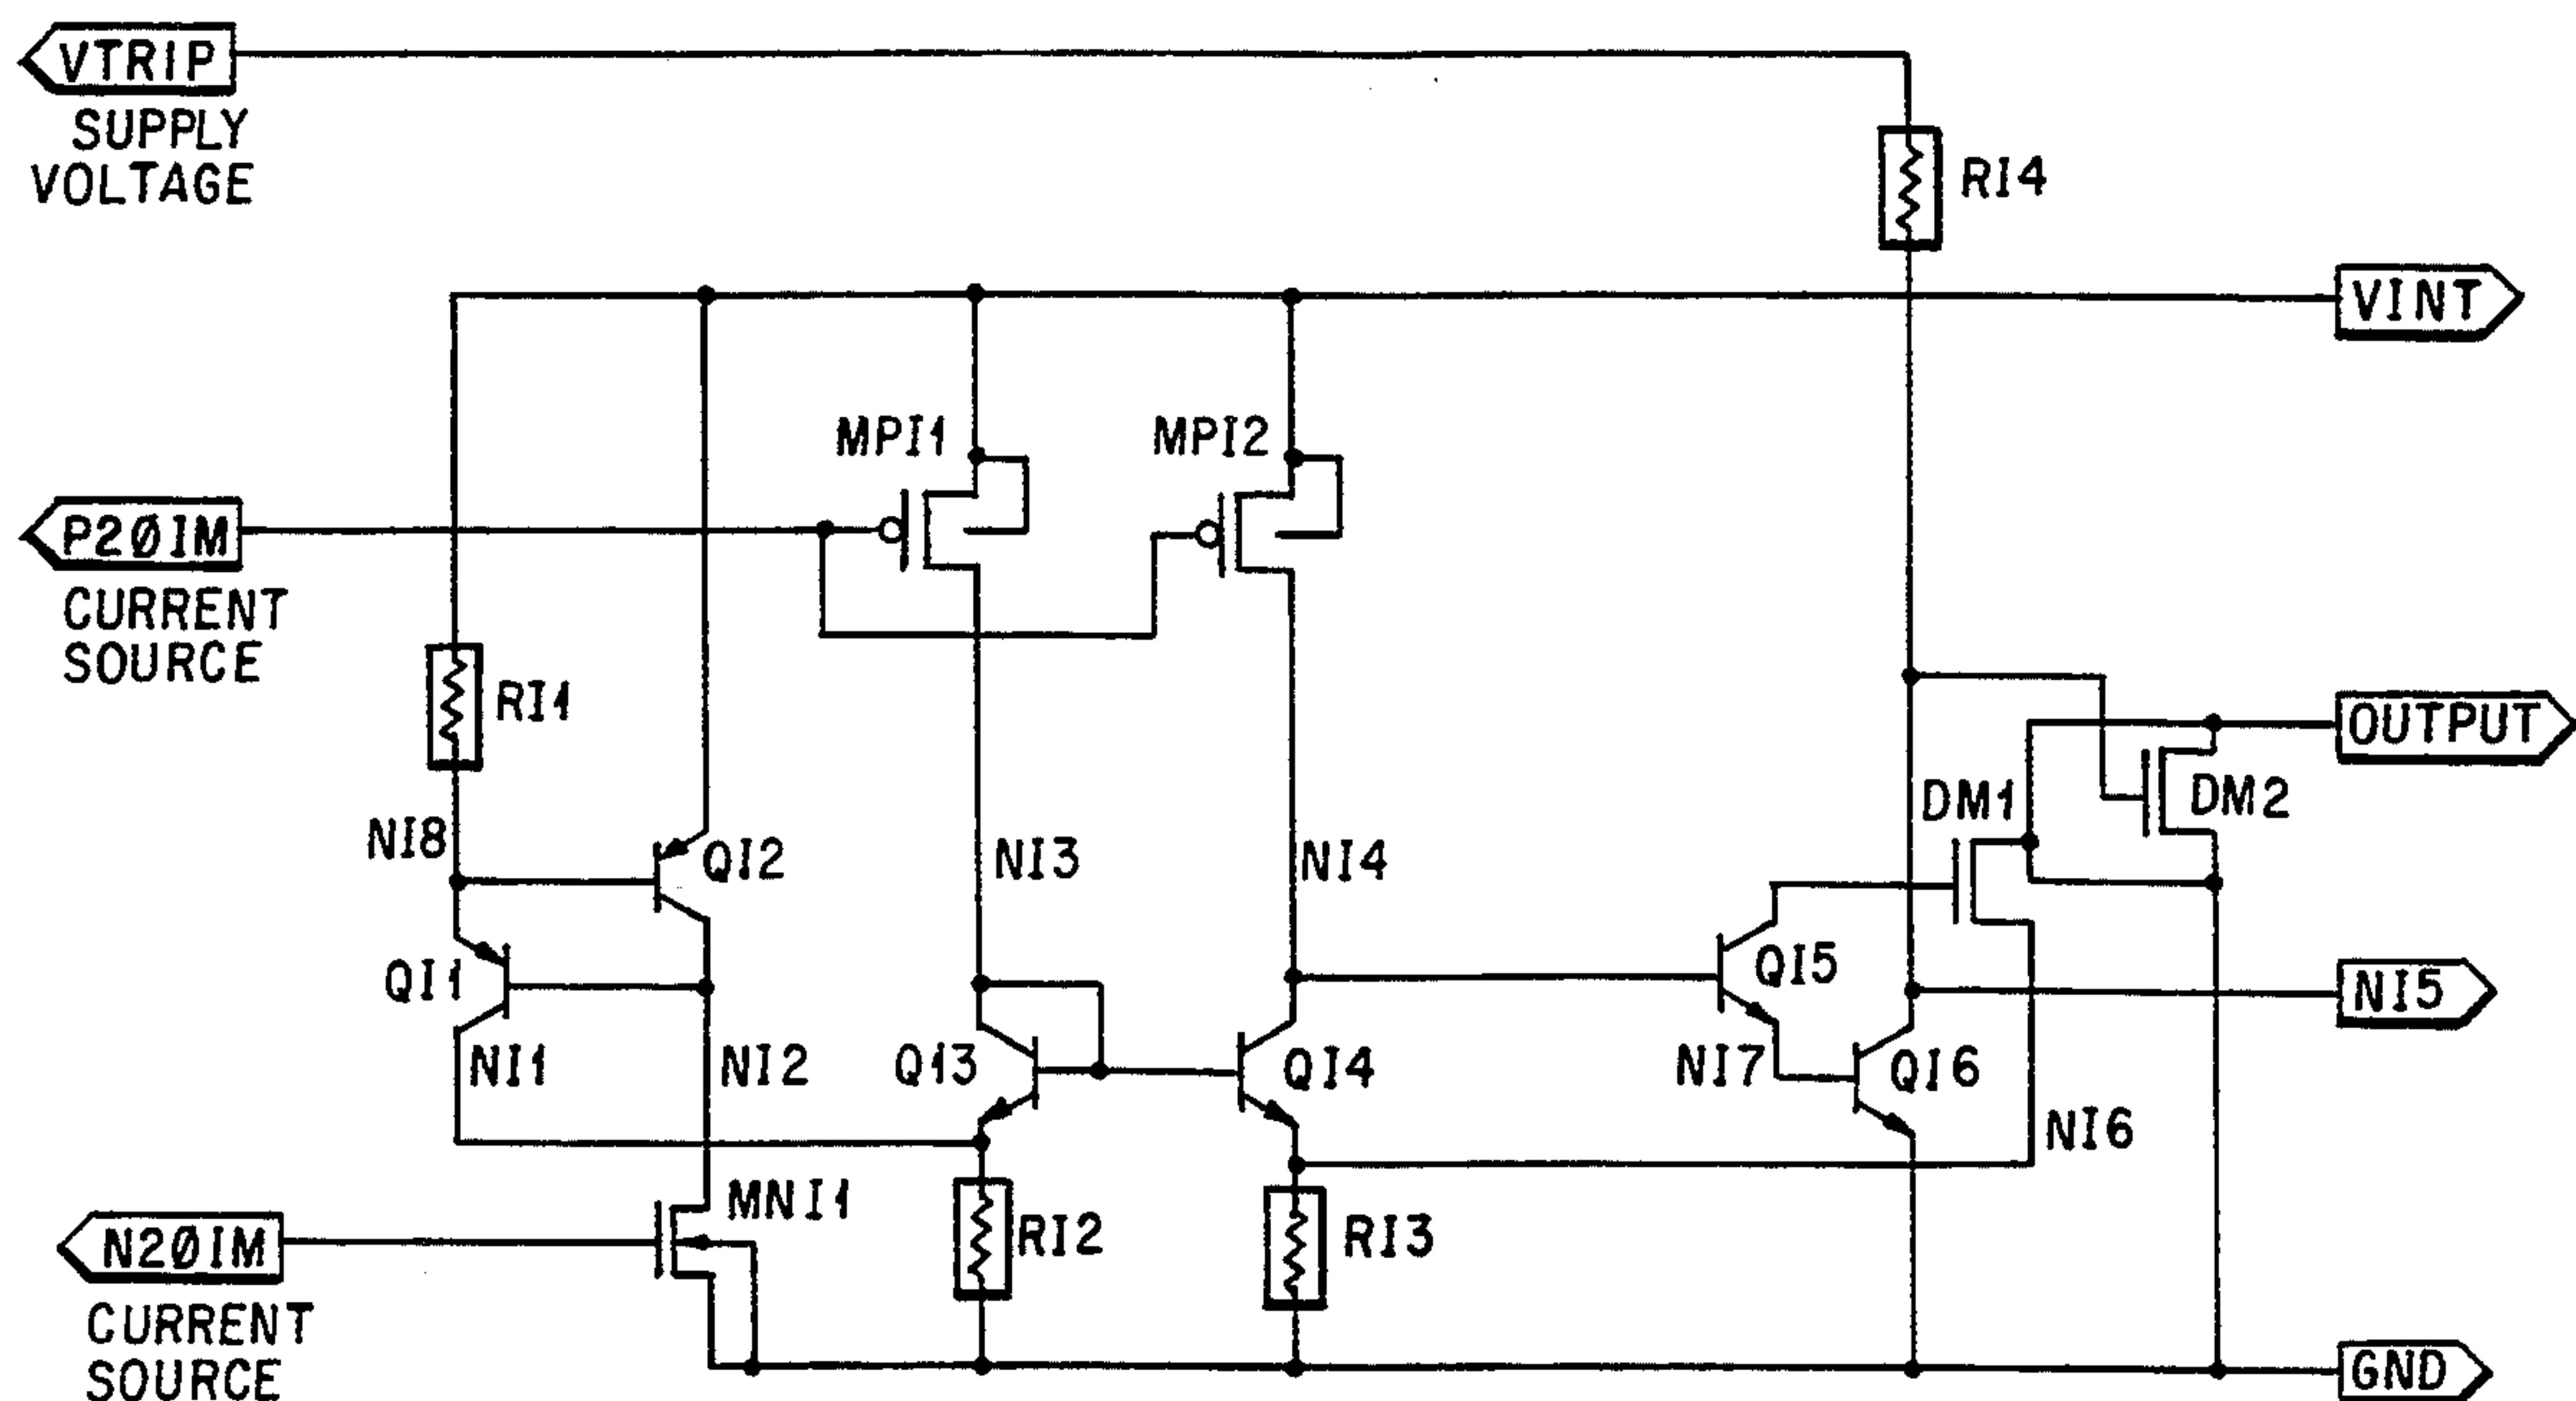 VTRIP
SUPPLY
VOLTAGE
RI4
VINT
MPI1
MPI2
P2ØIM
CURRENT
SOURCE
RI1
OUTPUT
DM1
DM2
NI8
QI2
NI3
NI4
QI1
QI5
NI5
NI1
NI2
Q13
QI4
NI7
QI6
NI6
MNI1
N2ØIM
RI2
RI3
CURRENT
SOURCE
GND